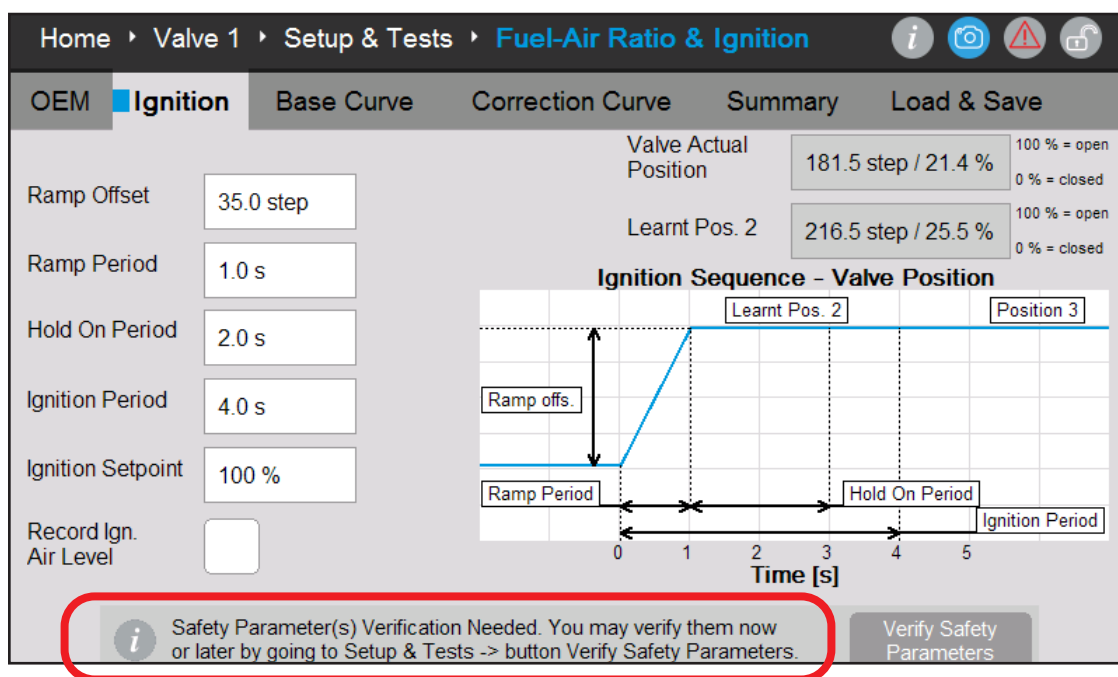 Home ‣ Valve 1 ‣ Setup & Tests ‣ Fuel-Air Ratio & Ignition
OEM Ignition Base Curve Correction Curve Summary Load & Save
Valve Actual
Position
181.5 step / 21.4 %
100 % = open
0 % = closed
Ramp Offset
35.0 step
Learnt Pos. 2
216.5 step / 25.5 %
100 % = open
0 % = closed
Ramp Period
1.0 s
Hold On Period
2.0 s
Ignition Period
4.0 s
Ignition Setpoint
100 %
Record Ign.
Air Level
Ignition Sequence - Valve Position
Learnt Pos. 2
Position 3
Ramp offs.
Ramp Period
Hold On Period
Ignition Period
0 1 2 3 4 5
Time [s]
i Safety Parameter(s) Verification Needed. You may verify them now
or later by going to Setup & Tests -> button Verify Safety Parameters.
Verify Safety
Parameters